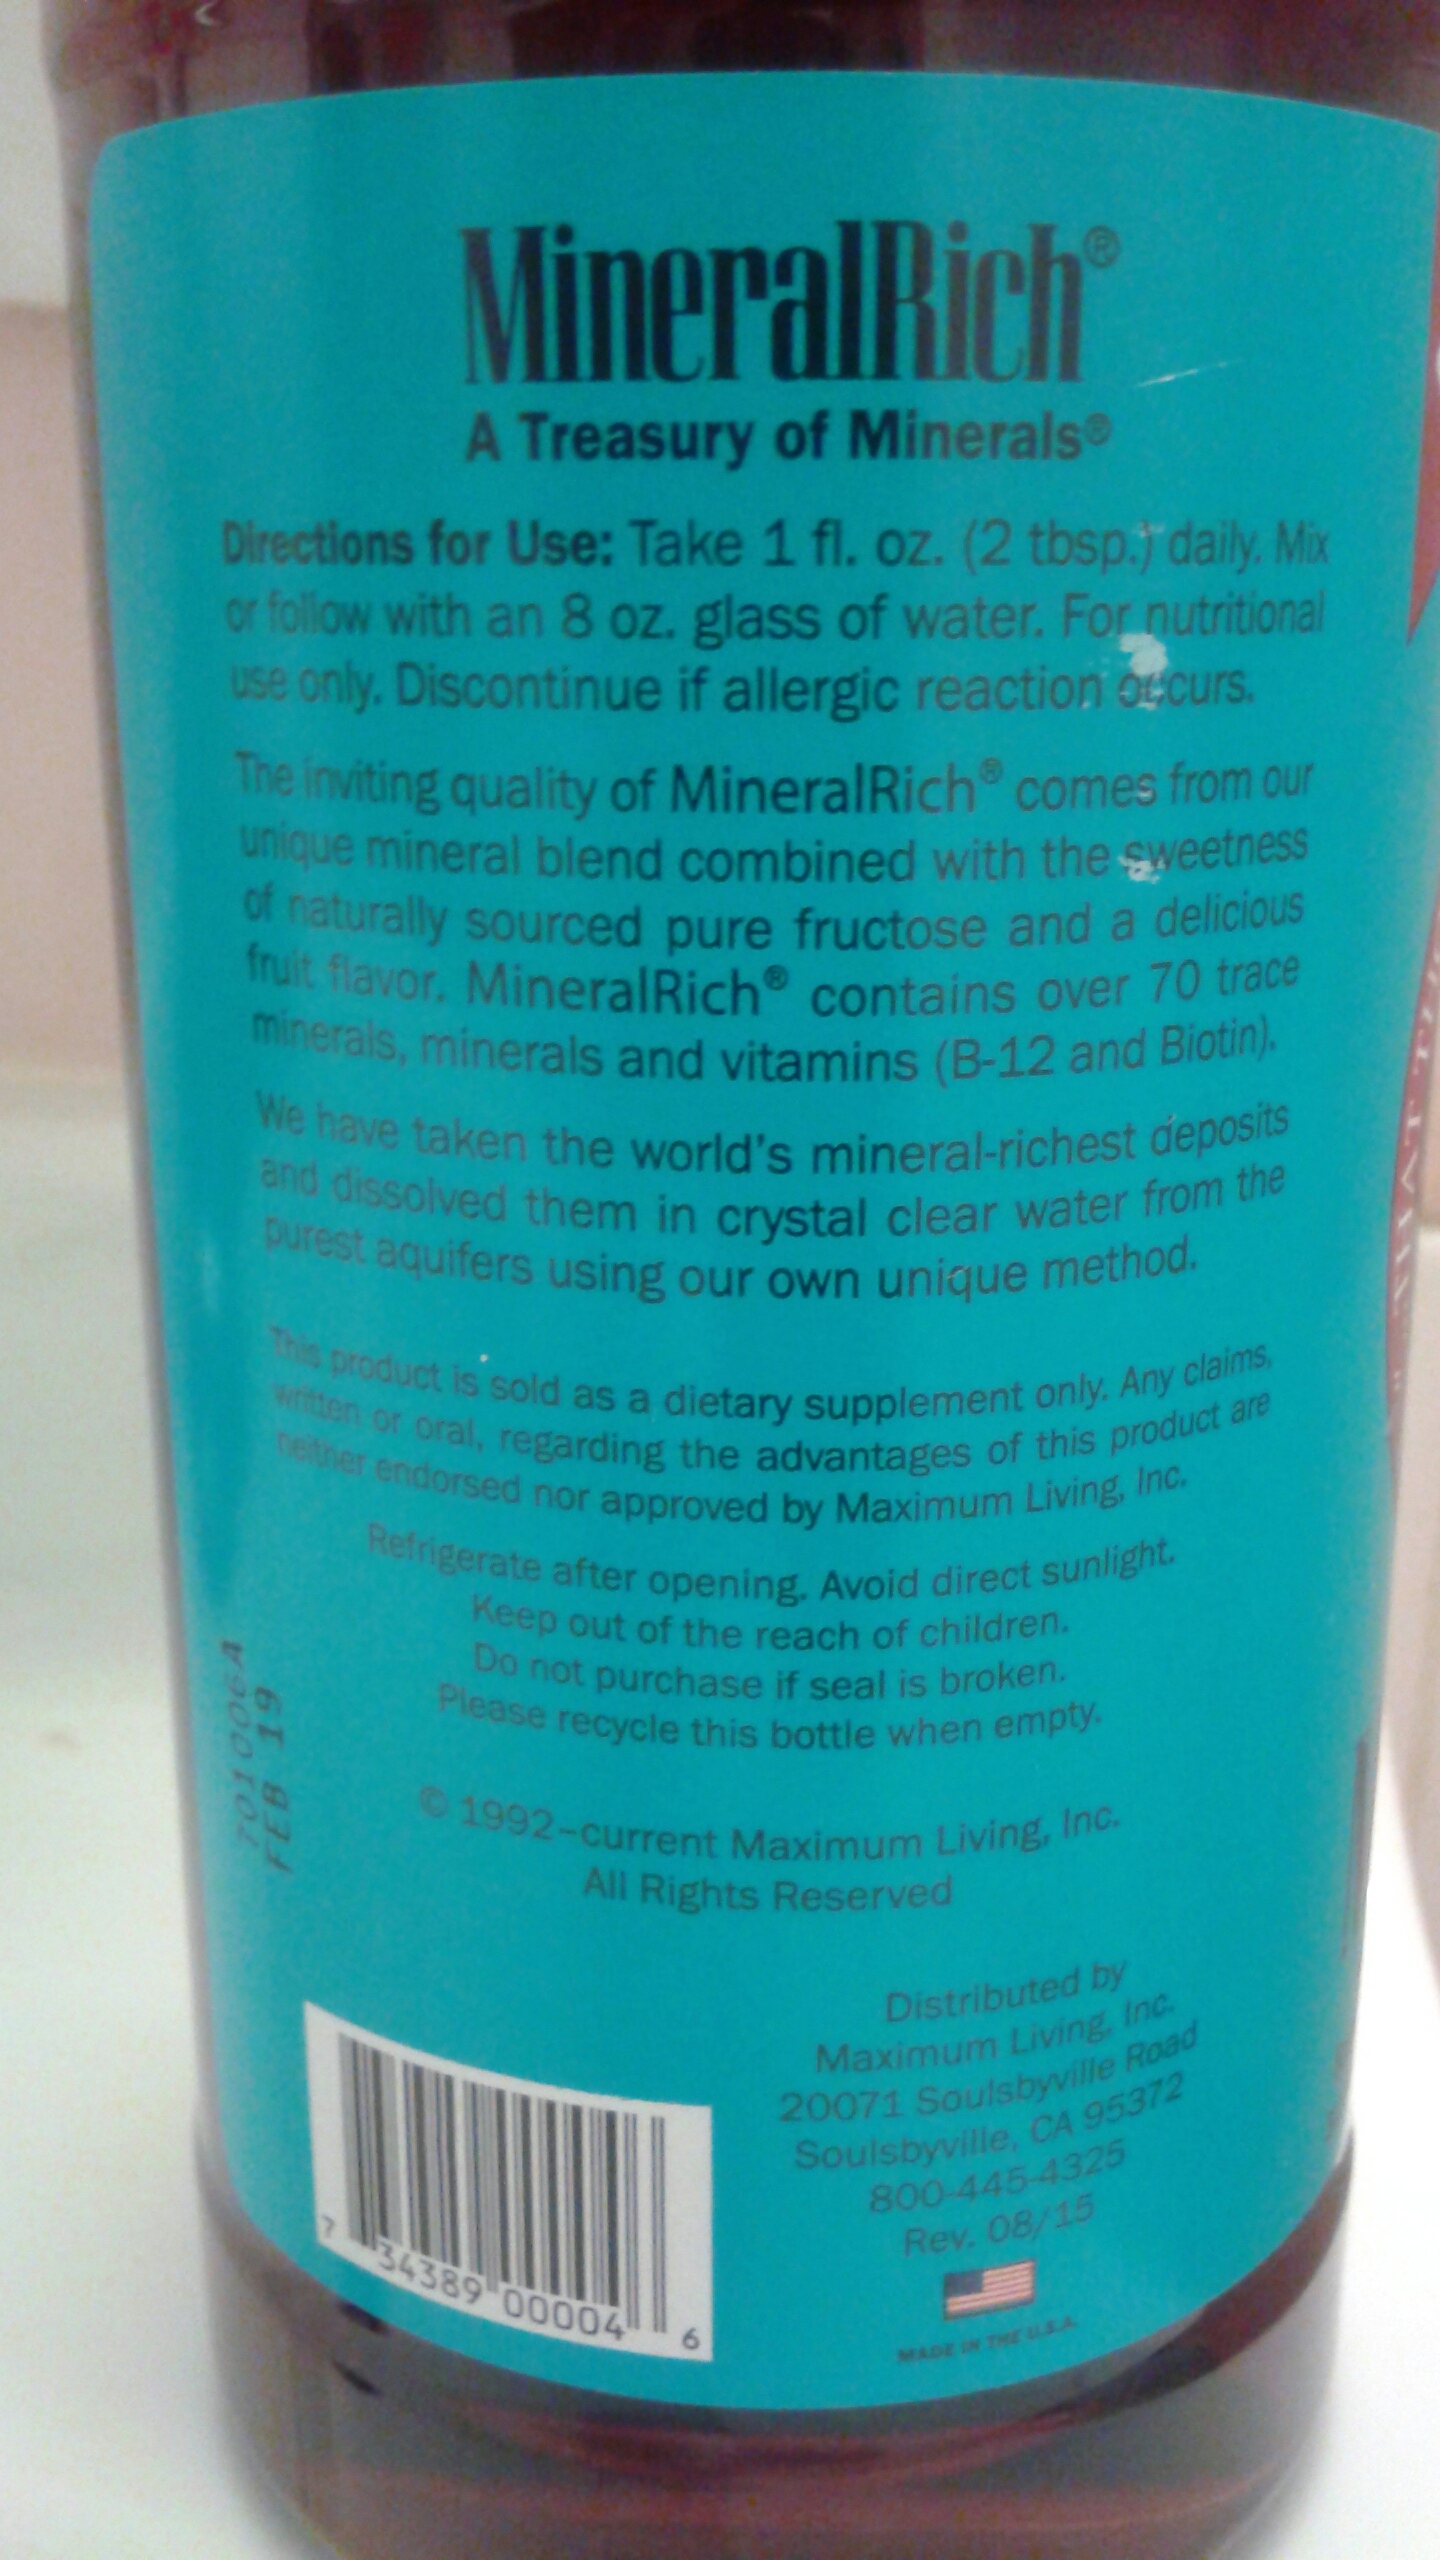 MineralRich®
A Treasury of Minerals®
Directions for Use: Take 1 fl. oz. (2 tbsp.) daily. Mix
or follow with an 8 oz. glass of water. For nutritional
use only. Discontinue if allergic reaction occurs.
The inviting quality of MineralRich® comes from our
unique mineral blend combined with the sweetness
of naturally sourced pure fructose and a delicious
fruit flavor. MineralRich® contains over 70 trace
minerals, minerals and vitamins (B-12 and Biotin).
We have taken the world's mineral-richest deposits
and dissolved them in crystal clear water from the
purest aquifers using our own unique method.
This product is sold as a dietary supplement only. Any claims,
written or oral, regarding the advantages of this product are
neither endorsed nor approved by Maximum Living, Inc.
Refrigerate after opening. Avoid direct sunlight.
Keep out of the reach of children.
Do not purchase if seal is broken.
Please recycle this bottle when empty.
701006A
FEB 19
© 1992–current Maximum Living, Inc.
All Rights Reserved
Distributed by
Maximum Living, Inc.
20071 Soulsbyville Road
Soulsbyville, CA 95372
800-445-4325
Rev. 08/15
MADE IN THE U.S.A.
7 34389 00004 6